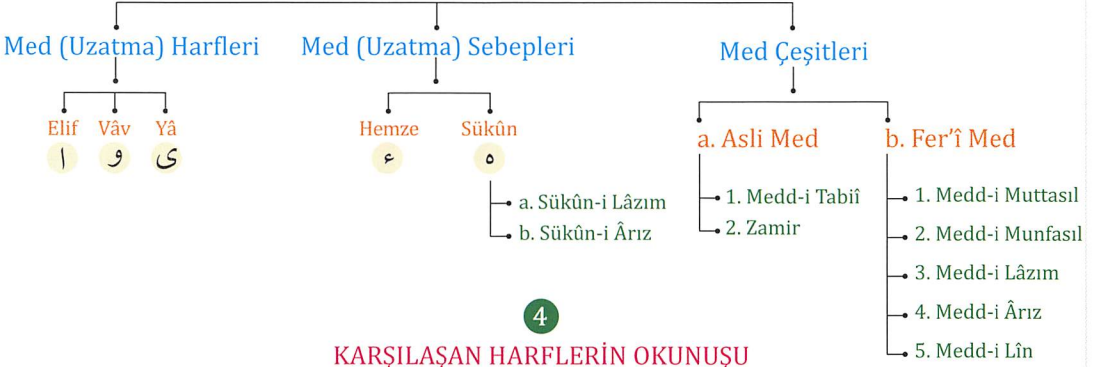 Med (Uzatma) Harfleri
Elif Vâv Yâ
ا و ى
Med (Uzatma) Sebepleri
Hemze Sükûn
ء ه
a. Sükûn-i Lâzım
b. Sükûn-i Ârız
Med Çeşitleri
a. Asli Med
1. Medd-i Tabiî
2. Zamir
b. Fer’î Med
1. Medd-i Muttasıl
2. Medd-i Munfasıl
3. Medd-i Lâzım
4. Medd-i Ârız
5. Medd-i Lîn
4
KARŞILAŞAN HARFLERİN OKUNUŞU